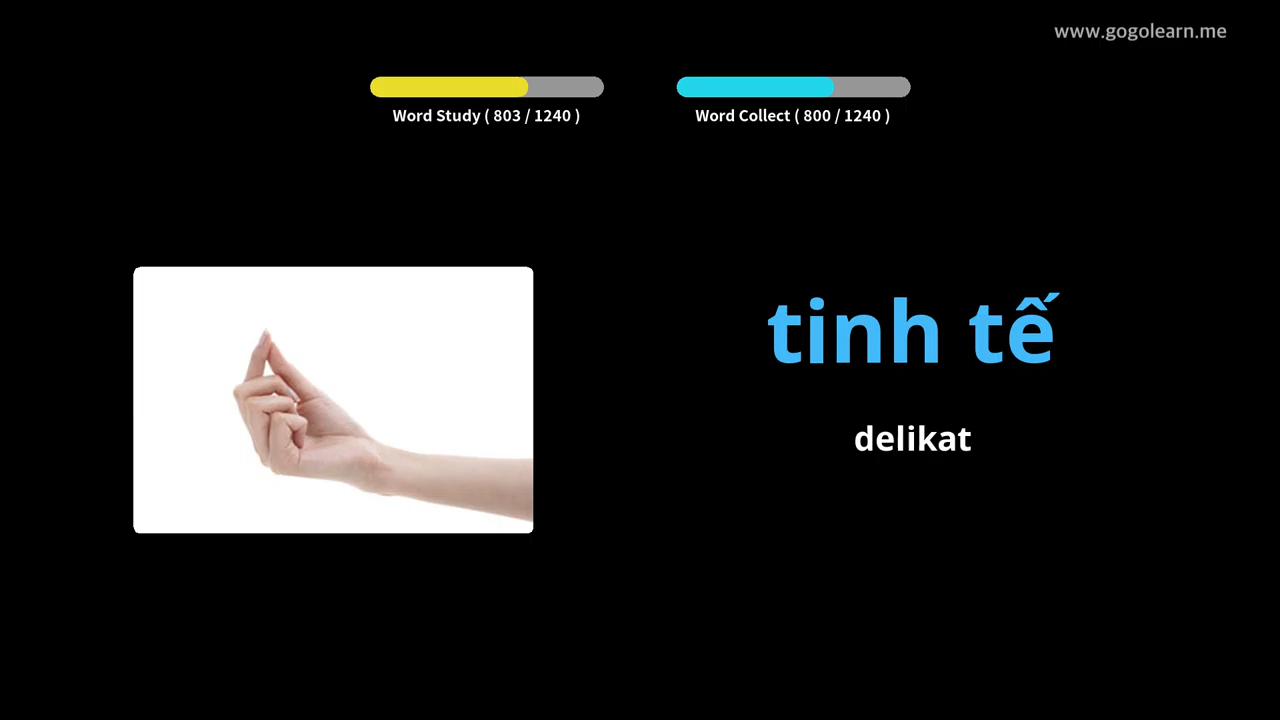 www.gogolearn.me
Word Study ( 803 / 1240 )
Word Collect ( 800 / 1240 )
tinh tế
delikat